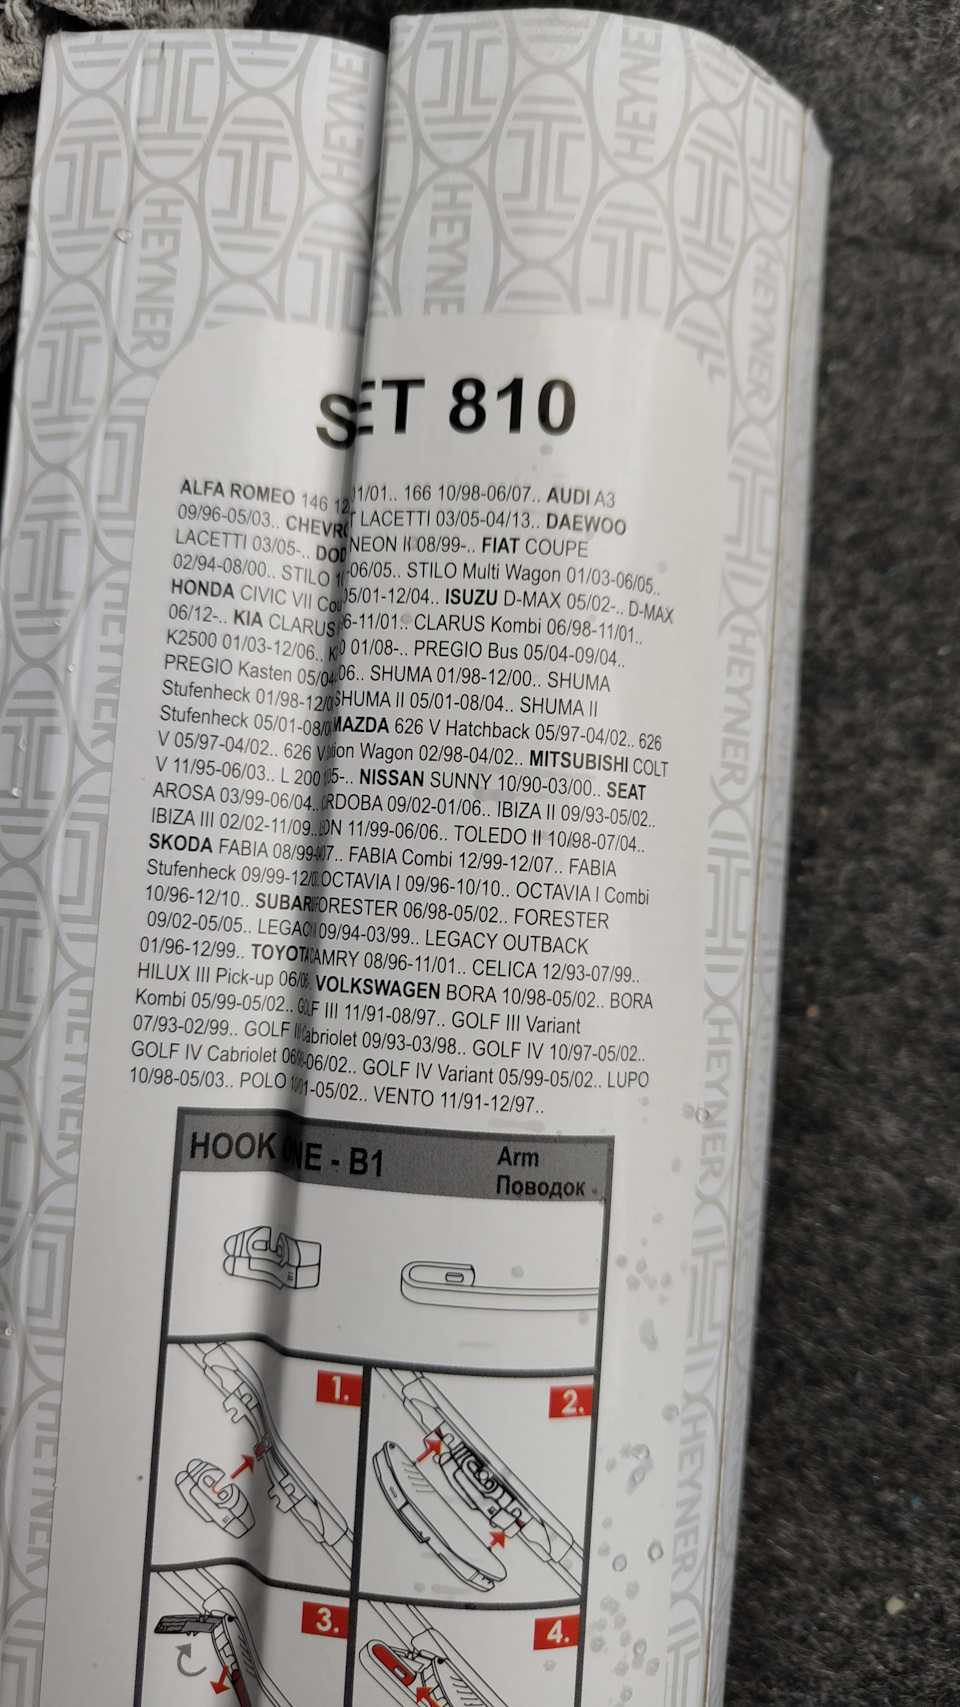 HEYNER
HEYNER
HEYNER
HEYNER
HEYNER
HEYNER
SET 810
ALFA ROMEO 146 12 01/01.. 166 10/98-06/07.. AUDI A3
09/96-05/03.. CHEVRO T LACETTI 03/05-04/13.. DAEWOO
LACETTI 03/05-.. DOD NEON II 08/99-.. FIAT COUPE
02/94-08/00.. STILO -06/05.. STILO Multi Wagon 01/03-06/05..
HONDA CIVIC VII Cou 05/01-12/04.. ISUZU D-MAX 05/02-.. D-MAX
06/12-.. KIA CLARUS 6-11/01.. CLARUS Kombi 06/98-11/01..
K2500 01/03-12/06.. 01/08-.. PREGIO Bus 05/04-09/04..
PREGIO Kasten 05/04 06.. SHUMA 01/98-12/00.. SHUMA
Stufenheck 01/98-12/0 SHUMA II 05/01-08/04.. SHUMA II
Stufenheck 05/01-08/0 MAZDA 626 V Hatchback 05/97-04/02.. 626
V 05/97-04/02.. 626 V tion Wagon 02/98-04/02.. MITSUBISHI COLT
V 11/95-06/03.. L 200 05-.. NISSAN SUNNY 10/90-03/00.. SEAT
AROSA 03/99-06/04.. RDOBA 09/02-01/06.. IBIZA II 09/93-05/02..
IBIZA III 02/02-11/09.. ON 11/99-06/06.. TOLEDO II 10/98-07/04..
SKODA FABIA 08/99- 07.. FABIA Combi 12/99-12/07.. FABIA
Stufenheck 09/99-12/0 OCTAVIA I 09/96-10/10.. OCTAVIA I Combi
10/96-12/10.. SUBAR FORESTER 06/98-05/02.. FORESTER
09/02-05/05.. LEGAC 09/94-03/99.. LEGACY OUTBACK
01/96-12/99.. TOYOTA CAMRY 08/96-11/01.. CELICA 12/93-07/99..
HILUX III Pick-up 06/0 VOLKSWAGEN BORA 10/98-05/02.. BORA
Kombi 05/99-05/02.. GOLF III 11/91-08/97.. GOLF III Variant
07/93-02/99.. GOLF III Cabriolet 09/93-03/98.. GOLF IV 10/97-05/02..
GOLF IV Cabriolet 06 -06/02.. GOLF IV Variant 05/99-05/02.. LUPO
10/98-05/03.. POLO 01-05/02.. VENTO 11/91-12/97..
HOOK ONE - B1
Arm
Поводок
1.
2.
3.
4.
HEYNER
HEYNER
HEYNER
HEYNER
HEYNER